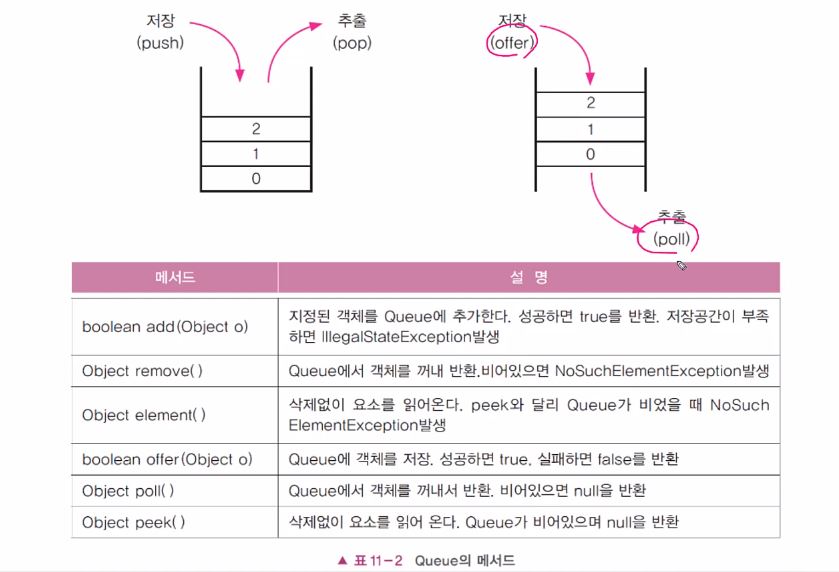 저장
(push)
추출
(pop)
2
1
0
저장
(offer)
2
1
0
추출
(poll)
메서드
설 명
boolean add(Object o)
지정된 객체를 Queue에 추가한다. 성공하면 true를 반환. 저장공간이 부족
하면 IllegalStateException발생
Object remove( )
Queue에서 객체를 꺼내 반환.비어있으면 NoSuchElementException발생
Object element( )
삭제없이 요소를 읽어온다. peek와 달리 Queue가 비었을 때 NoSuch
ElementException발생
boolean offer(Object o)
Queue에 객체를 저장. 성공하면 true. 실패하면 false를 반환
Object poll( )
Queue에서 객체를 꺼내서 반환. 비어있으면 null을 반환
Object peek( )
삭제없이 요소를 읽어 온다. Queue가 비어있으며 null을 반환
▲ 표 11-2 Queue의 메서드